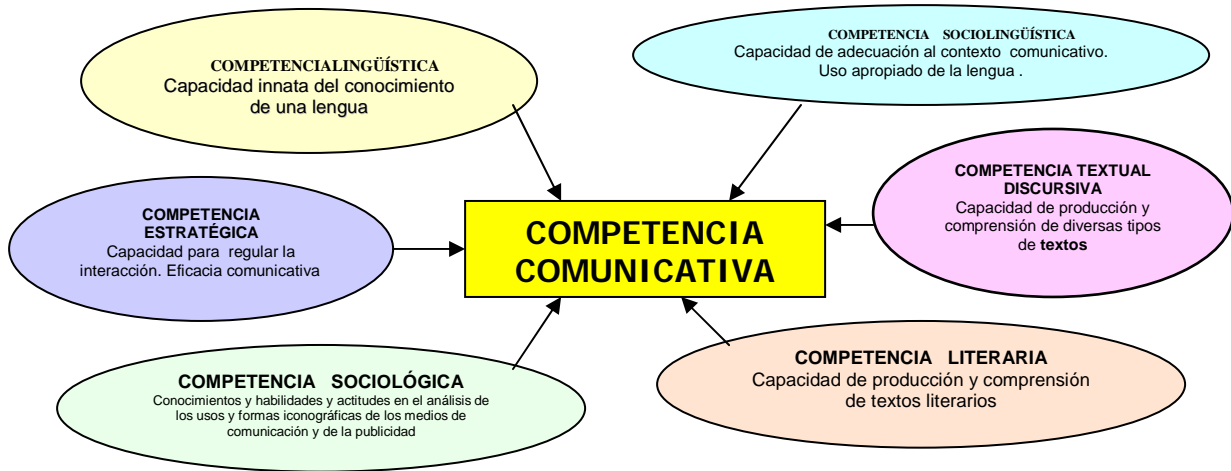 COMPETENCIALINGÜÍSTICA
Capacidad innata del conocimiento
de una lengua
COMPETENCIA SOCIOLINGÜÍSTICA
Capacidad de adecuación al contexto comunicativo.
Uso apropiado de la lengua .
COMPETENCIA
ESTRATÉGICA
Capacidad para regular la
interacción. Eficacia comunicativa
COMPETENCIA
COMUNICATIVA
COMPETENCIA TEXTUAL
DISCURSIVA
Capacidad de producción y
comprensión de diversas tipos
de textos
COMPETENCIA SOCIOLÓGICA
Conocimientos y habilidades y actitudes en el análisis de
los usos y formas iconográficas de los medios de
comunicación y de la publicidad
COMPETENCIA LITERARIA
Capacidad de producción y comprensión
de textos literarios